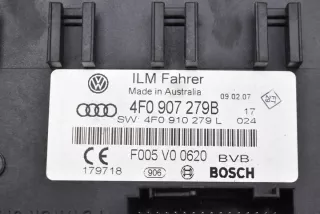 ILM Fahrer
Made in Australia
09.02.07
4F0 907 279B
17
SW: 4F0 910 279 L
024
F005 V0 0620
BVB
CE
179718
906
BOSCH